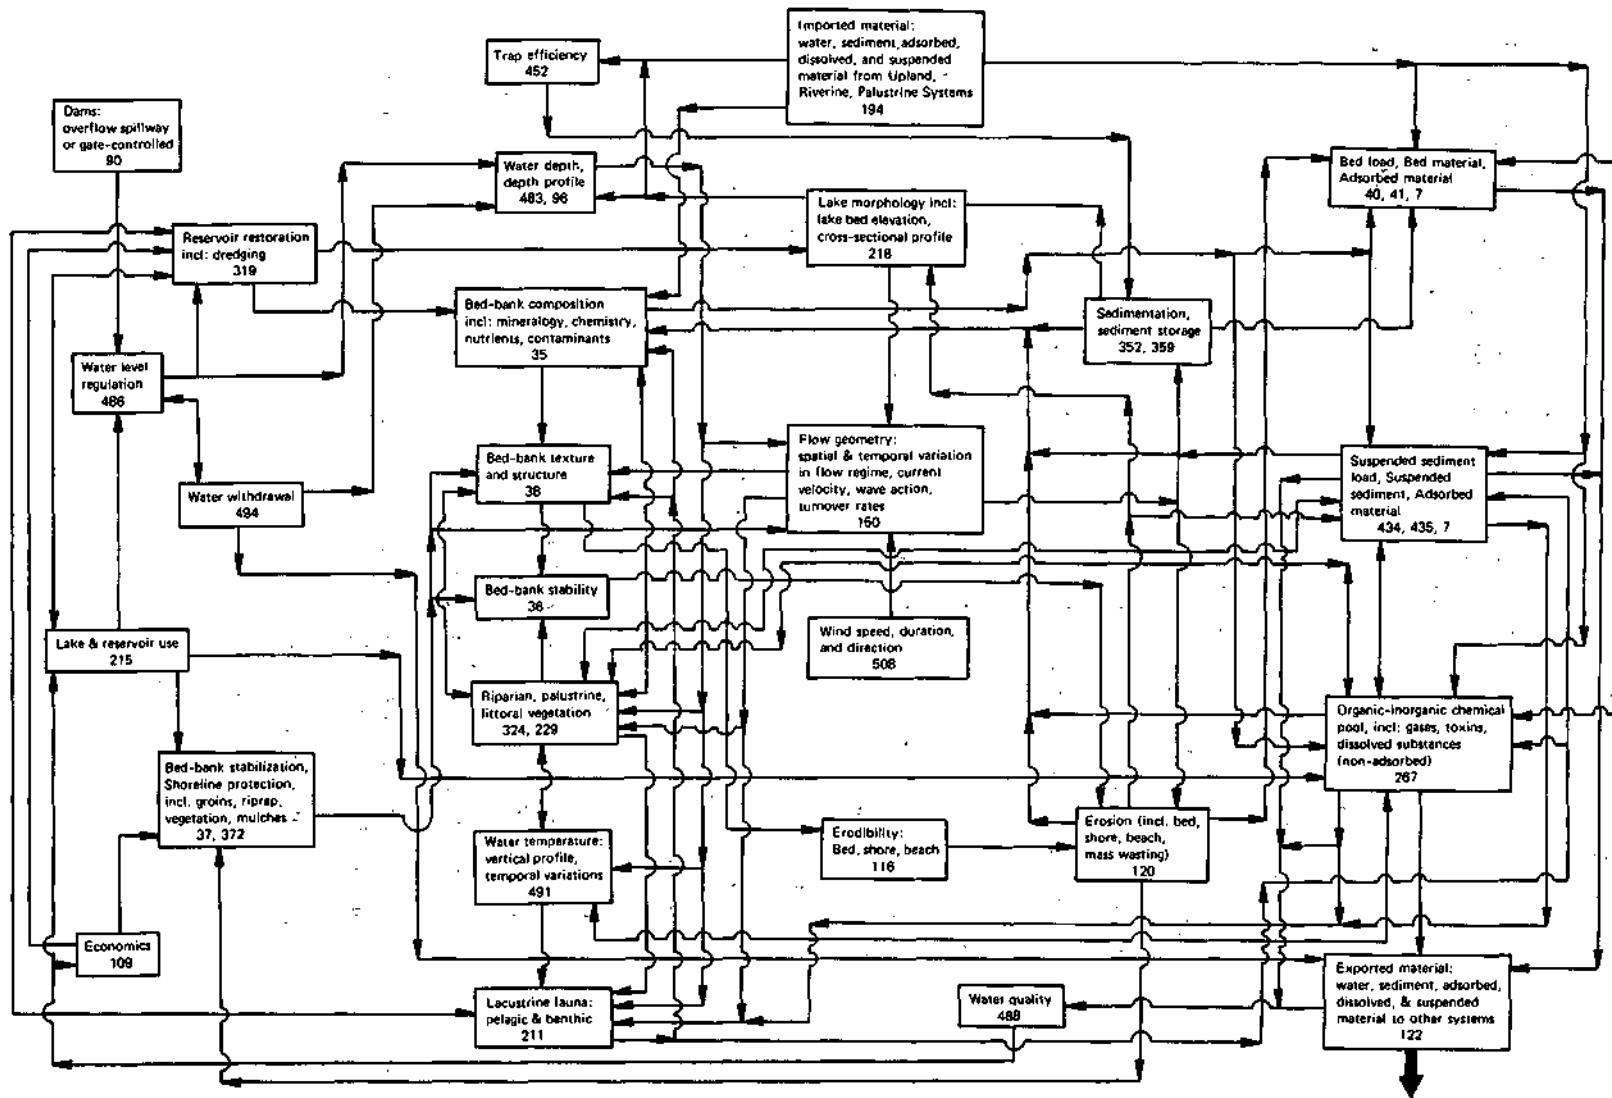 Imported material:
water, sediment, adsorbed,
dissolved, and suspended
material from Upland,
Riverine, Palustrine Systems
194
Trap efficiency
452
Dams:
overflow spillway
or gate-controlled
90
Water depth,
depth profile
483, 96
Bed load, Bed material,
Adsorbed material
40, 41, 7
Lake morphology incl:
lake bed elevation,
cross-sectional profile
218
Reservoir restoration
incl: dredging
319
Bed-bank composition
incl: mineralogy, chemistry,
nutrients, contaminants
35
Sedimentation,
sediment storage
352, 359
Water level
regulation
486
Flow geometry:
spatial & temporal variation
in flow regime, current
velocity, wave action,
turnover rates
160
Bed-bank texture
and structure
38
Suspended sediment
load, Suspended
sediment, Adsorbed
material
434, 435, 7
Water withdrawal
494
Bed-bank stability
36
Wind speed, duration,
and direction
508
Lake & reservoir use
215
Riparian, palustrine,
littoral vegetation
324, 229
Organic-inorganic chemical
pool, incl: gases, toxins,
dissolved substances
(non-adsorbed)
267
Bed-bank stabilization,
Shoreline protection,
incl. groins, riprap,
vegetation, mulches
37, 372
Water temperature:
vertical profile,
temporal variations
491
Erodibility:
Bed, shore, beach
116
Erosion (incl. bed,
shore, beach,
mass wasting)
120
Economics
109
Lacustrine fauna:
pelagic & benthic
211
Water quality
488
Exported material:
water, sediment, adsorbed,
dissolved, & suspended
material to other systems
122